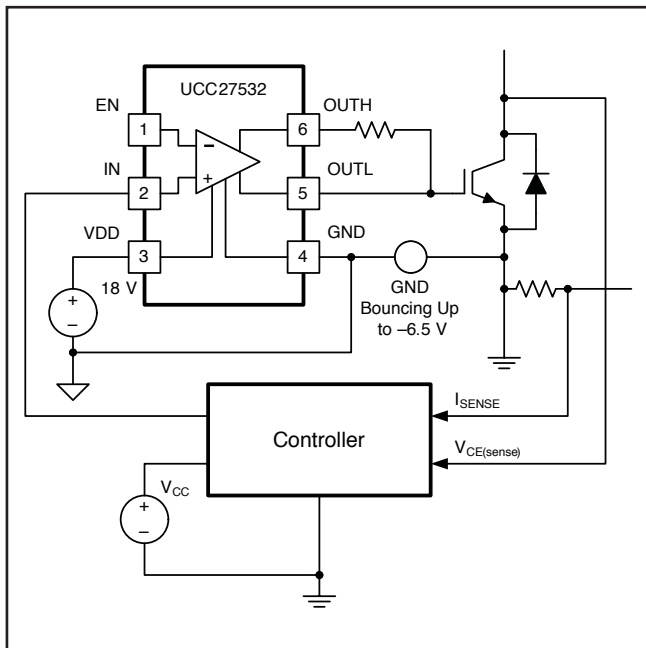 UCC27532
EN
OUTH
1
6
IN
OUTL
2
5
VDD
GND
3
4
18 V
GND
Bouncing Up
to –6.5 V
+
–
–
+
Controller
I_SENSE
V_CE(sense)
V_CC
+
–